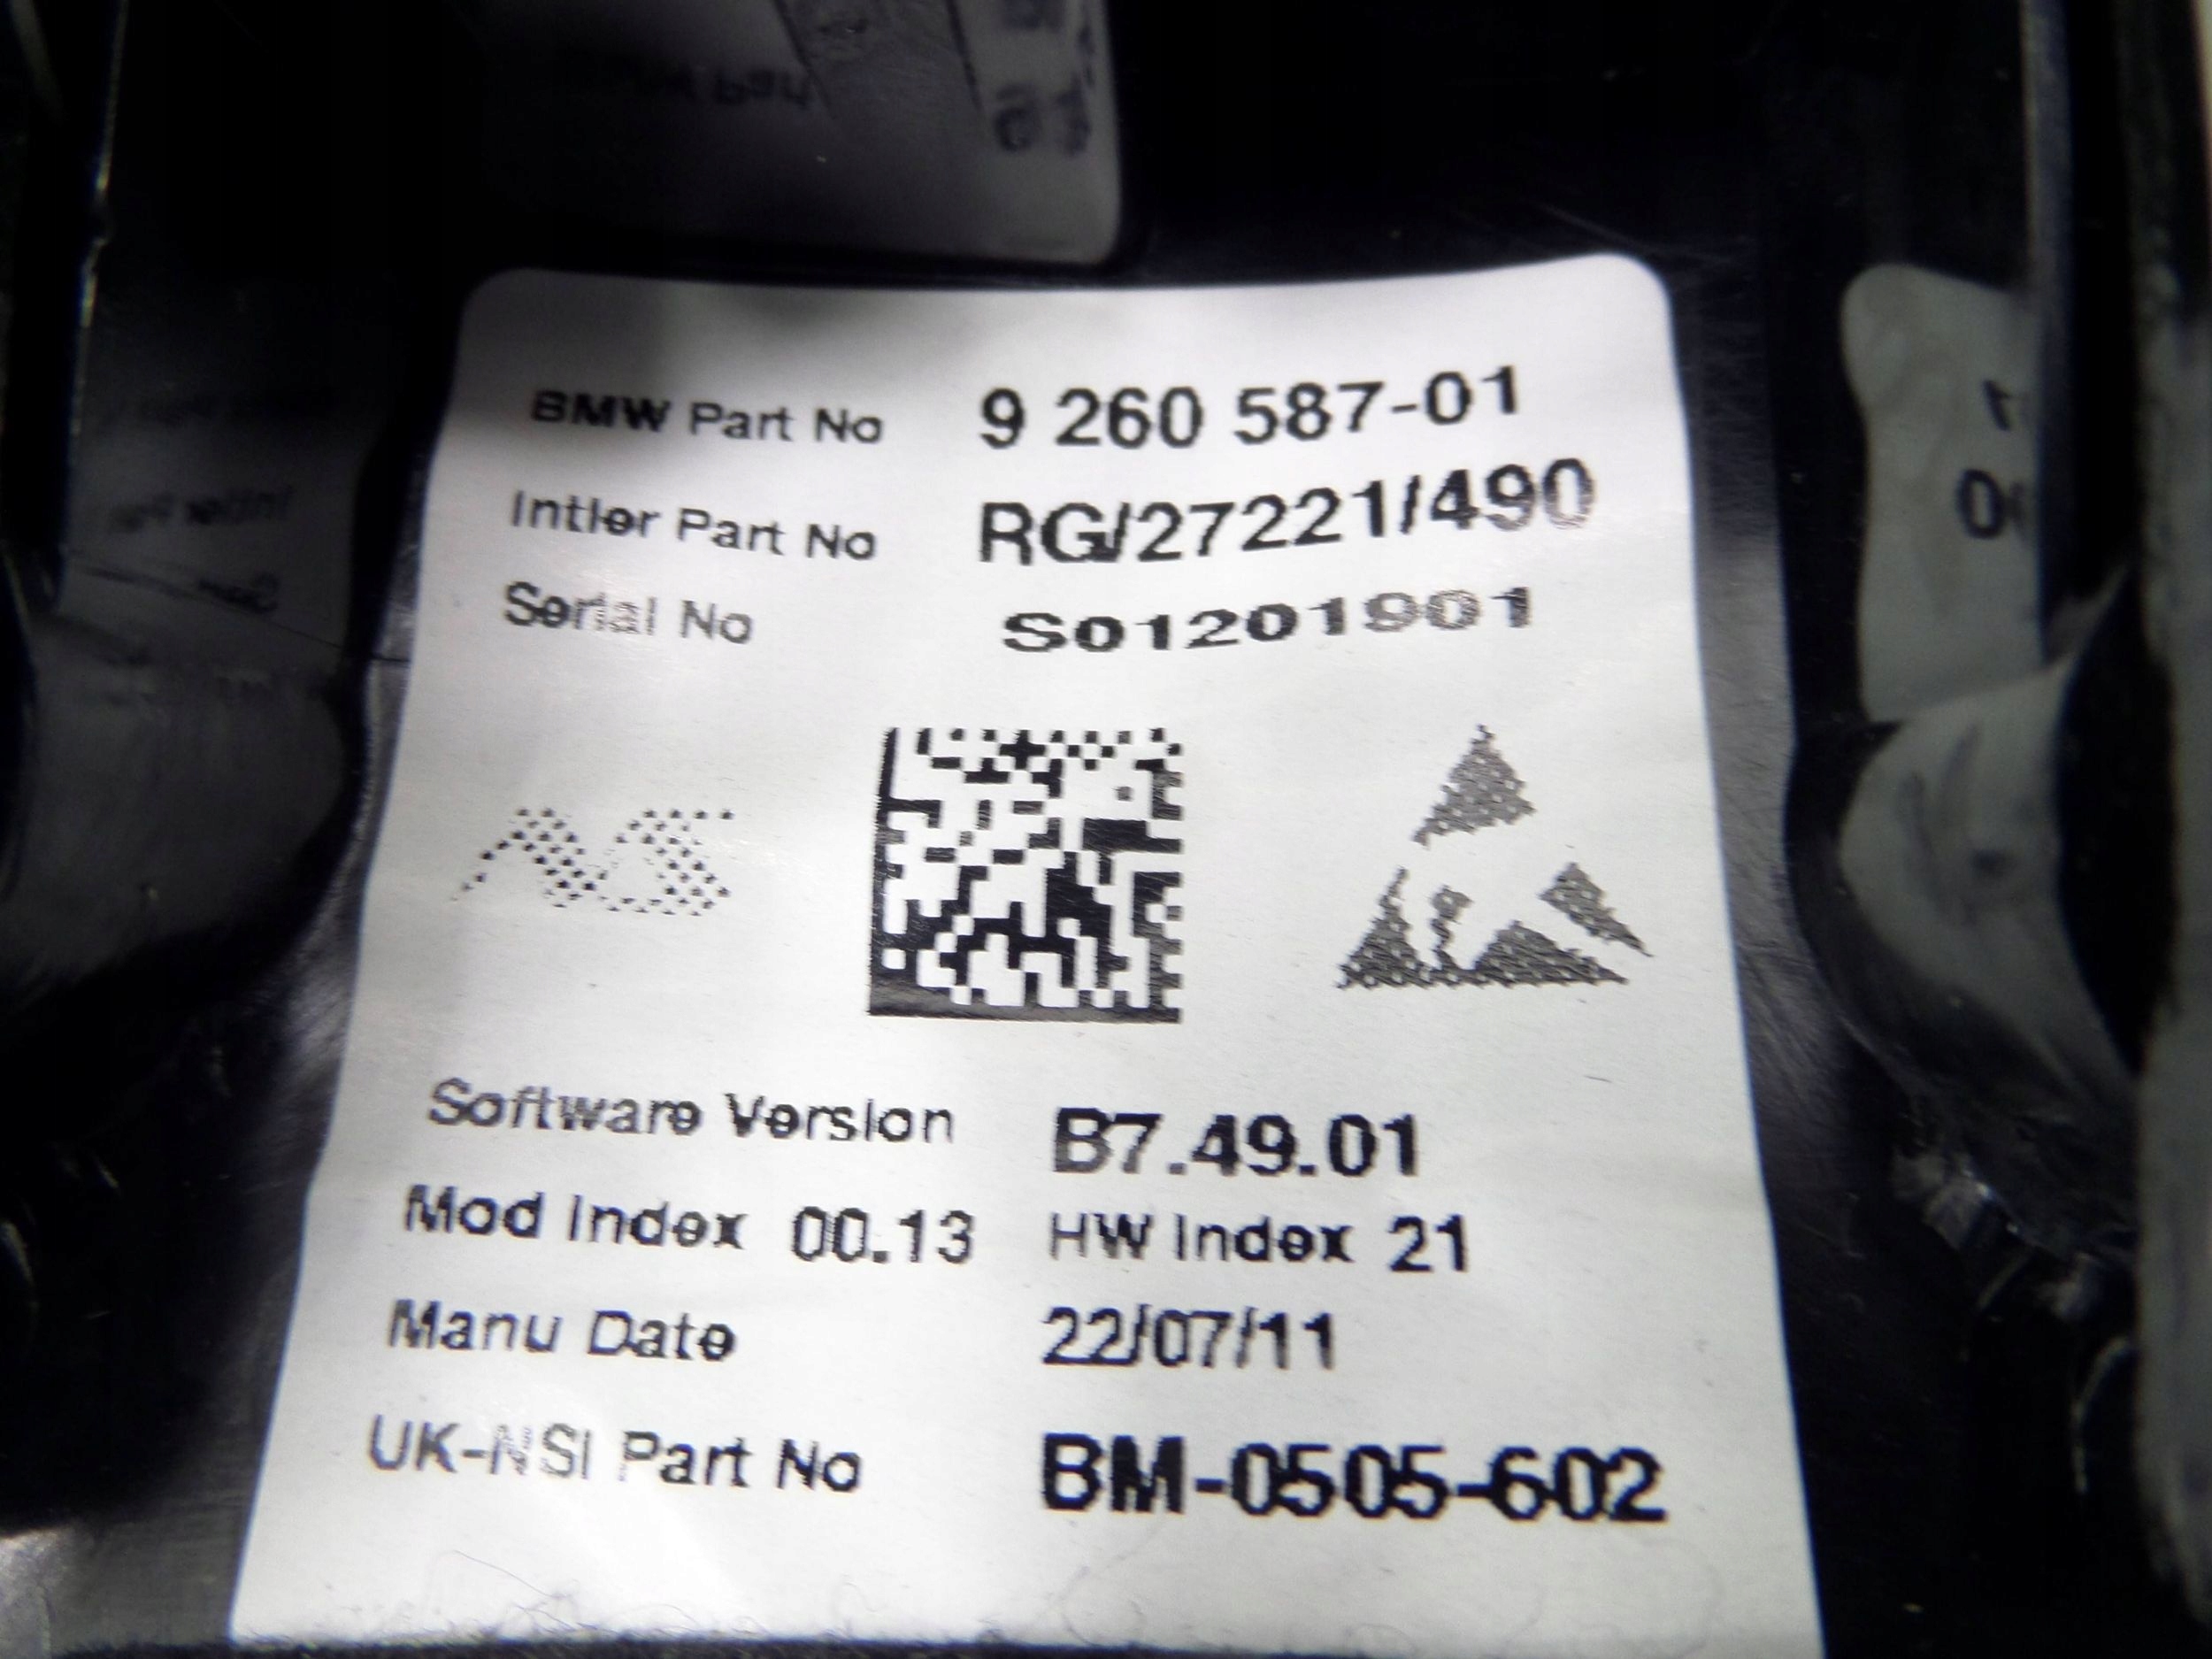 BMW Part No 9 260 587-01
Intler Part No RG/27221/490
Serial No S01201901
Software Version B7.49.01
Mod Index 00.13 HW Index 21
Manu Date 22/07/11
UK-NSI Part No BM-0505-602